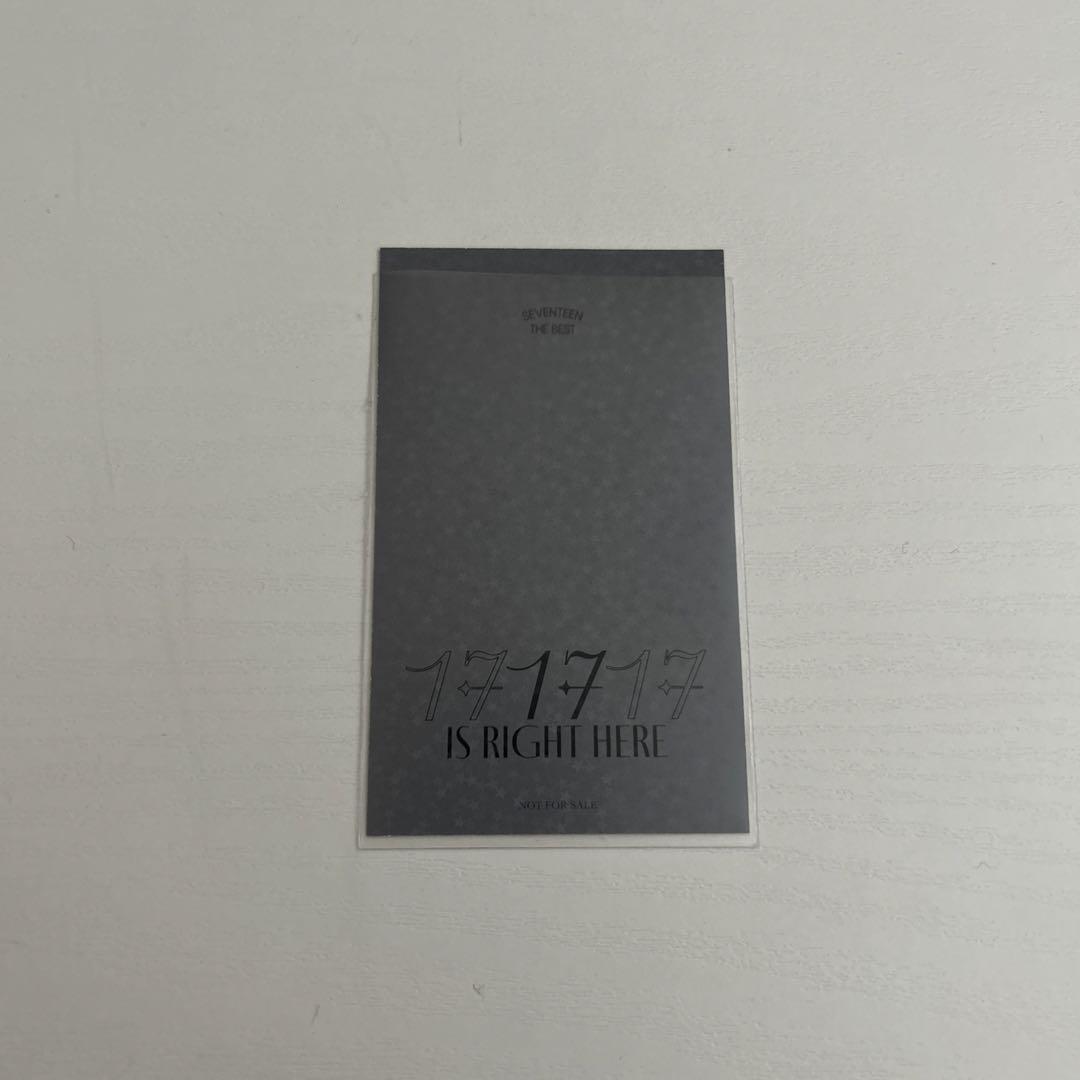 SEVENTEEN
THE BEST
17 17 17
IS RIGHT HERE
NOT FOR SALE